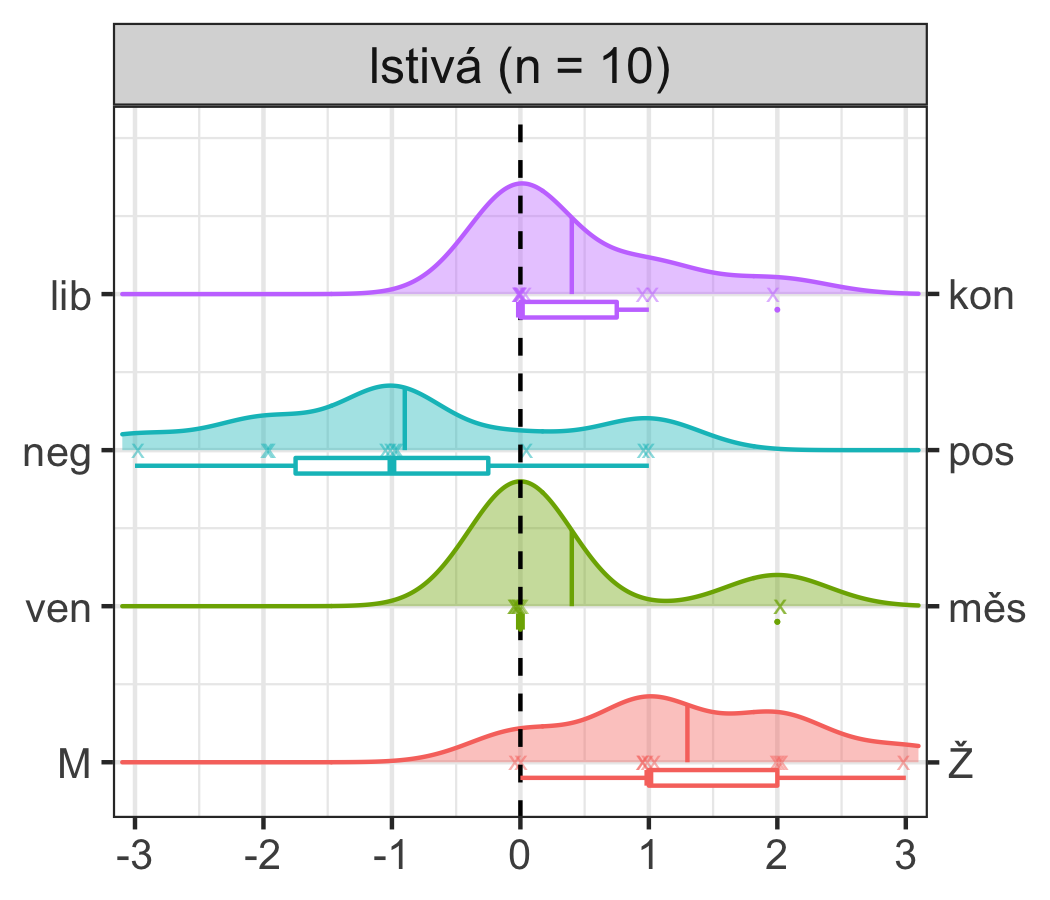 lstivá (n = 10)
lib kon
neg pos
ven měs
M Ž
-3 -2 -1 0 1 2 3